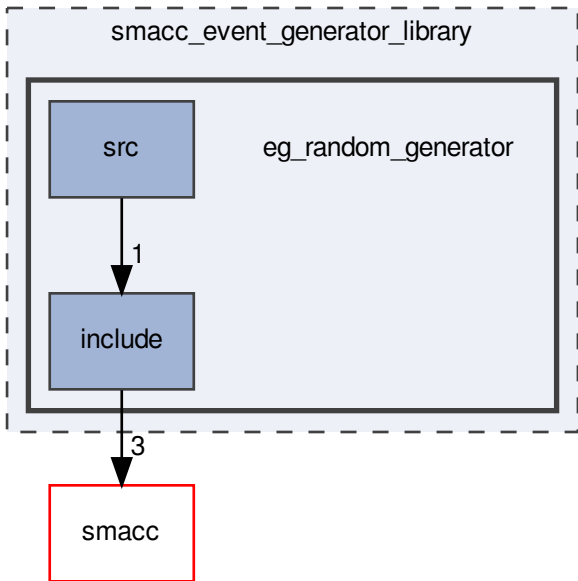 smacc_event_generator_library
src
eg_random_generator
1
include
3
smacc